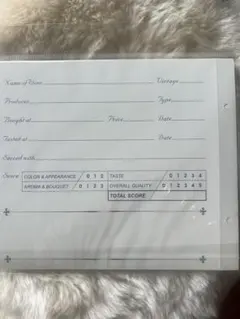 Name of Wine Vintage
Producer Type
Bought at Price Date
Tasted at Date
Served with
Score: COLOR & APPEARANCE 0 1 2 TASTE 0 1 2 3 4
AROMA & BOUQUET 0 1 2 3 OVERALL QUALITY 0 1 2 3 4 5
TOTAL SCORE